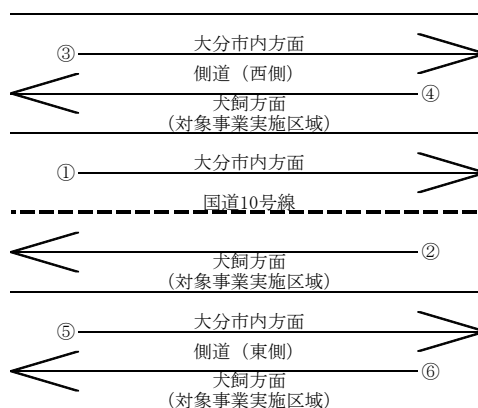 大分市内方面
③
側道（西側）
④
犬飼方面
（対象事業実施区域）
大分市内方面
①
国道10号線
②
犬飼方面
（対象事業実施区域）
大分市内方面
⑤
側道（東側）
⑥
犬飼方面
（対象事業実施区域）